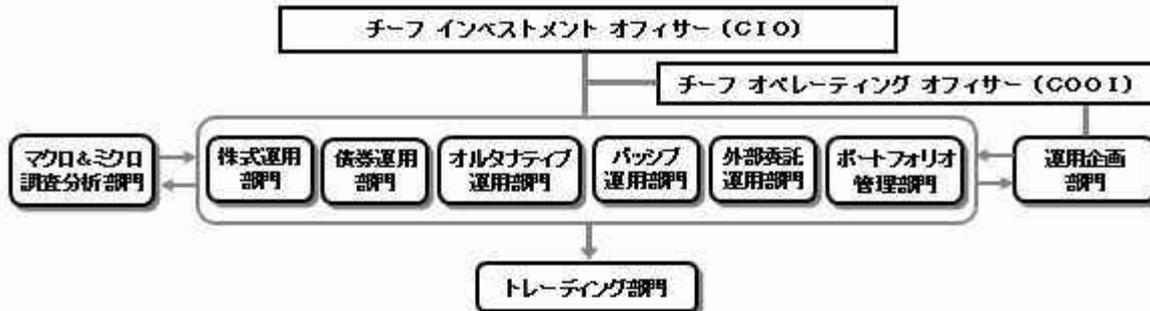 チーフ インベストメント オフィサー (CIO)
チーフ オペレーティング オフィサー (COOI)
マクロ&ミクロ
調査分析部門
株式運用
部門
債券運用
部門
オルタナティブ
運用部門
パッシブ
運用部門
外部委託
運用部門
ポートフォリオ
管理部門
運用企画
部門
トレーディング部門